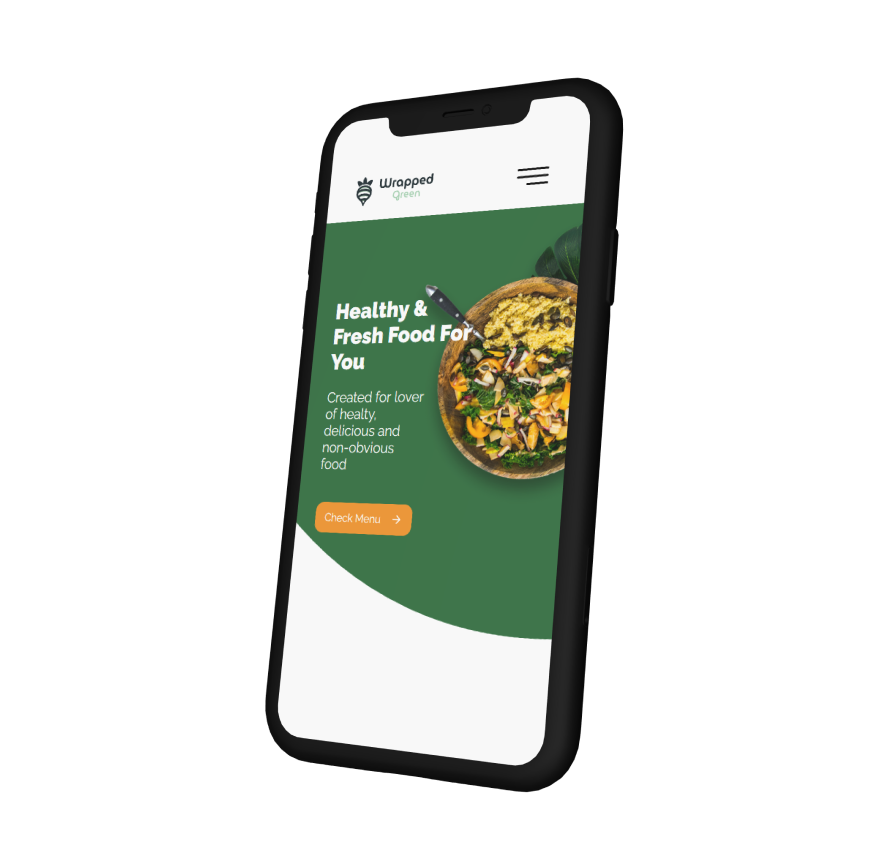 Wrapped
Green
Healthy &
Fresh Food For
You
Created for lover
of healty,
delicious and
non-obvious
food
Check Menu →